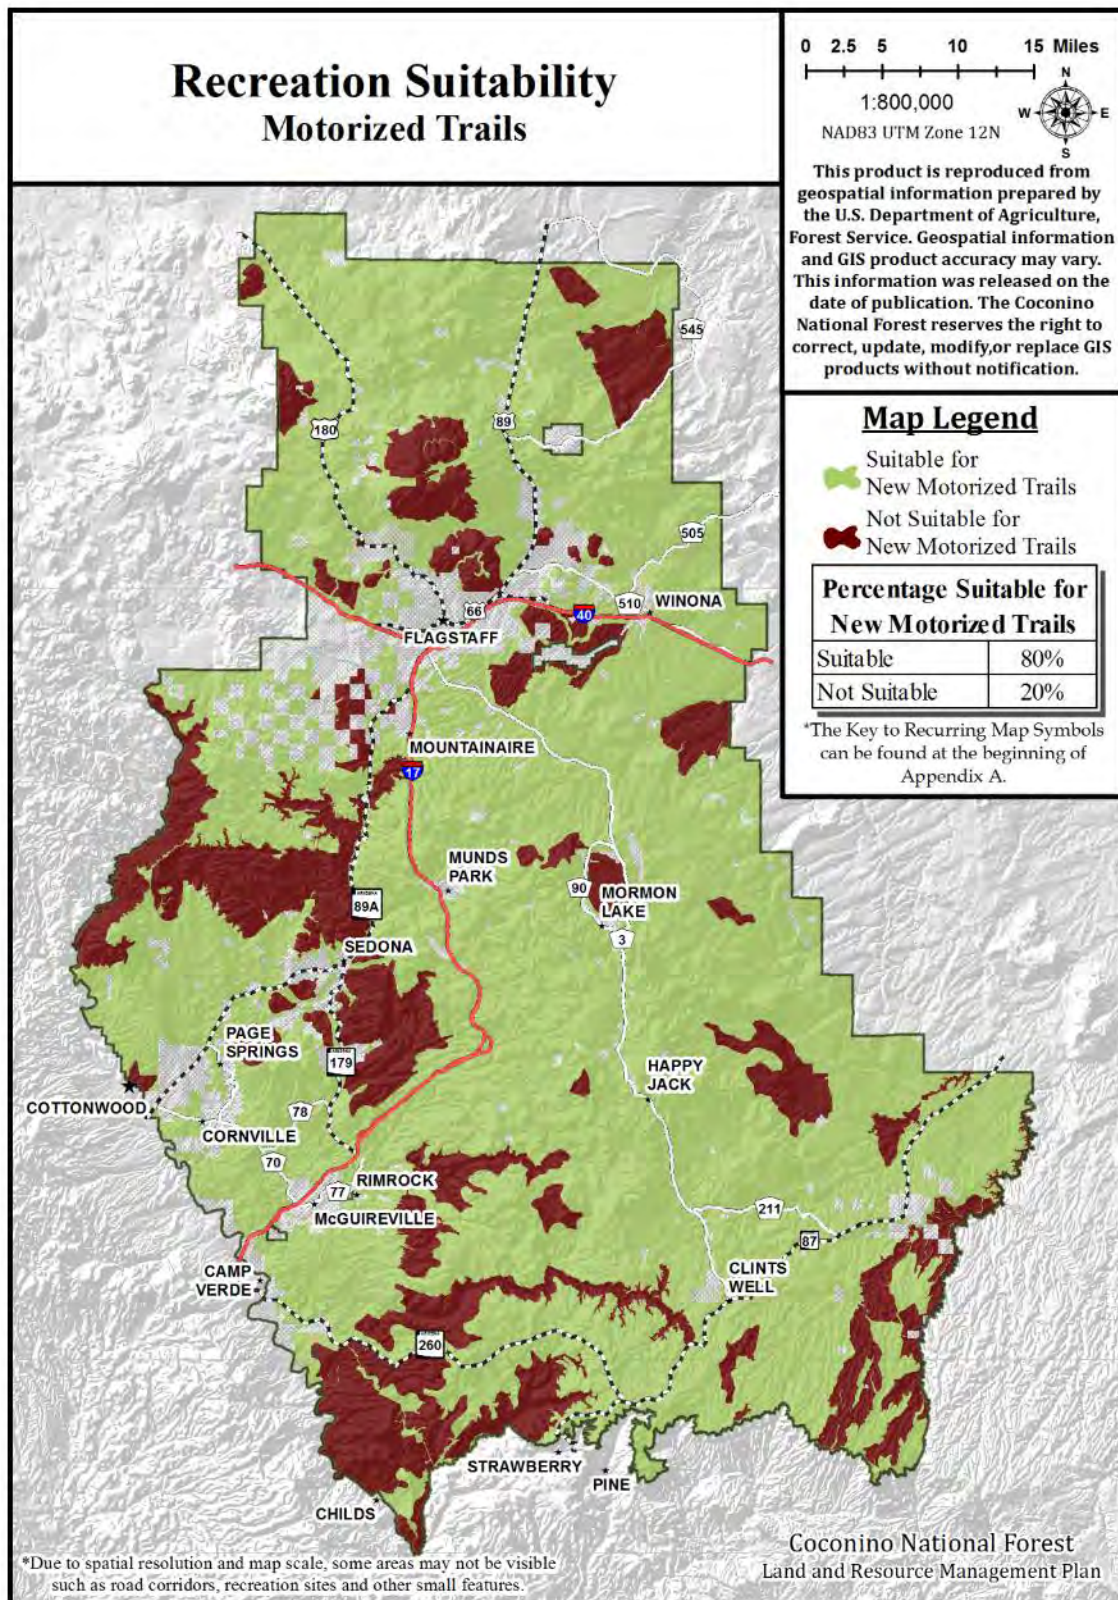 Recreation Suitability
Motorized Trails
0 2.5 5 10 15 Miles
1:800,000
NAD83 UTM Zone 12N
N
W E
S
This product is reproduced from
geospatial information prepared by
the U.S. Department of Agriculture,
Forest Service. Geospatial information
and GIS product accuracy may vary.
This information was released on the
date of publication. The Coconino
National Forest reserves the right to
correct, update, modify,or replace GIS
products without notification.
Map Legend
Suitable for
New Motorized Trails
Not Suitable for
New Motorized Trails
Percentage Suitable for
New Motorized Trails
Suitable 80%
Not Suitable 20%
*The Key to Recurring Map Symbols
can be found at the beginning of
Appendix A.
545
180
89
505
510
WINONA
66
40
FLAGSTAFF
MOUNTAINAIRE
17
MUNDS
PARK
90
MORMON
LAKE
89A
3
SEDONA
PAGE
SPRINGS
179
HAPPY
JACK
COTTONWOOD
78
CORNVILLE
70
RIMROCK
77
McGUIREVILLE
211
87
CAMP
VERDE
CLINTS
WELL
260
STRAWBERRY
PINE
CHILDS
*Due to spatial resolution and map scale, some areas may not be visible
such as road corridors, recreation sites and other small features.
Coconino National Forest
Land and Resource Management Plan